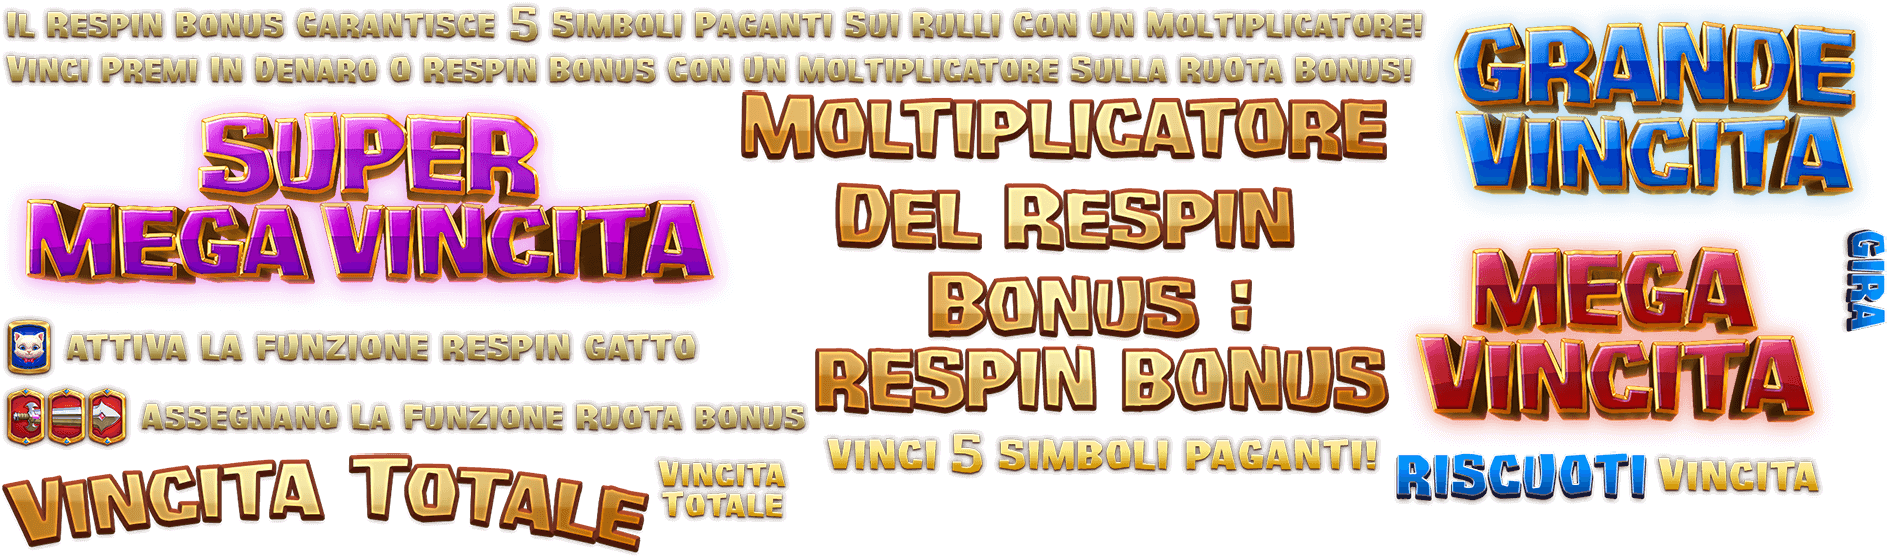 Il Respin Bonus Garantisce 5 Simboli Paganti Sui Rulli Con Un Moltiplicatore!
Vinci Premi In Denaro O Respin Bonus Con Un Moltiplicatore Sulla Ruota Bonus!
SUPER
MEGA VINCITA
ATTIVA LA FUNZIONE RESPIN GATTO
Assegnano La Funzione Ruota Bonus
Vincita Totale
Vincita
Totale
Moltiplicatore
Del Respin
Bonus :
RESPIN BONUS
VINCI 5 SIMBOLI PAGANTI!
GRANDE
VINCITA
MEGA
VINCITA
GIRA
RISCUOTI
Vincita